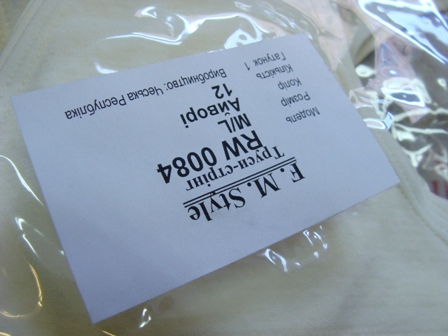 F. M. Style
Труси-стрінг
Модель RW 0084
Розмір M/L
Колір Айворі
Кількість 12
Гатунок 1
Виробництво: Чеська Республіка